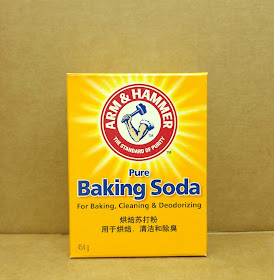 ARM & HAMMER
THE STANDARD OF PURITY
Pure
Baking Soda
For Baking, Cleaning & Deodorizing
烘焙苏打粉
用于烘焙、清洁和除臭
454 g